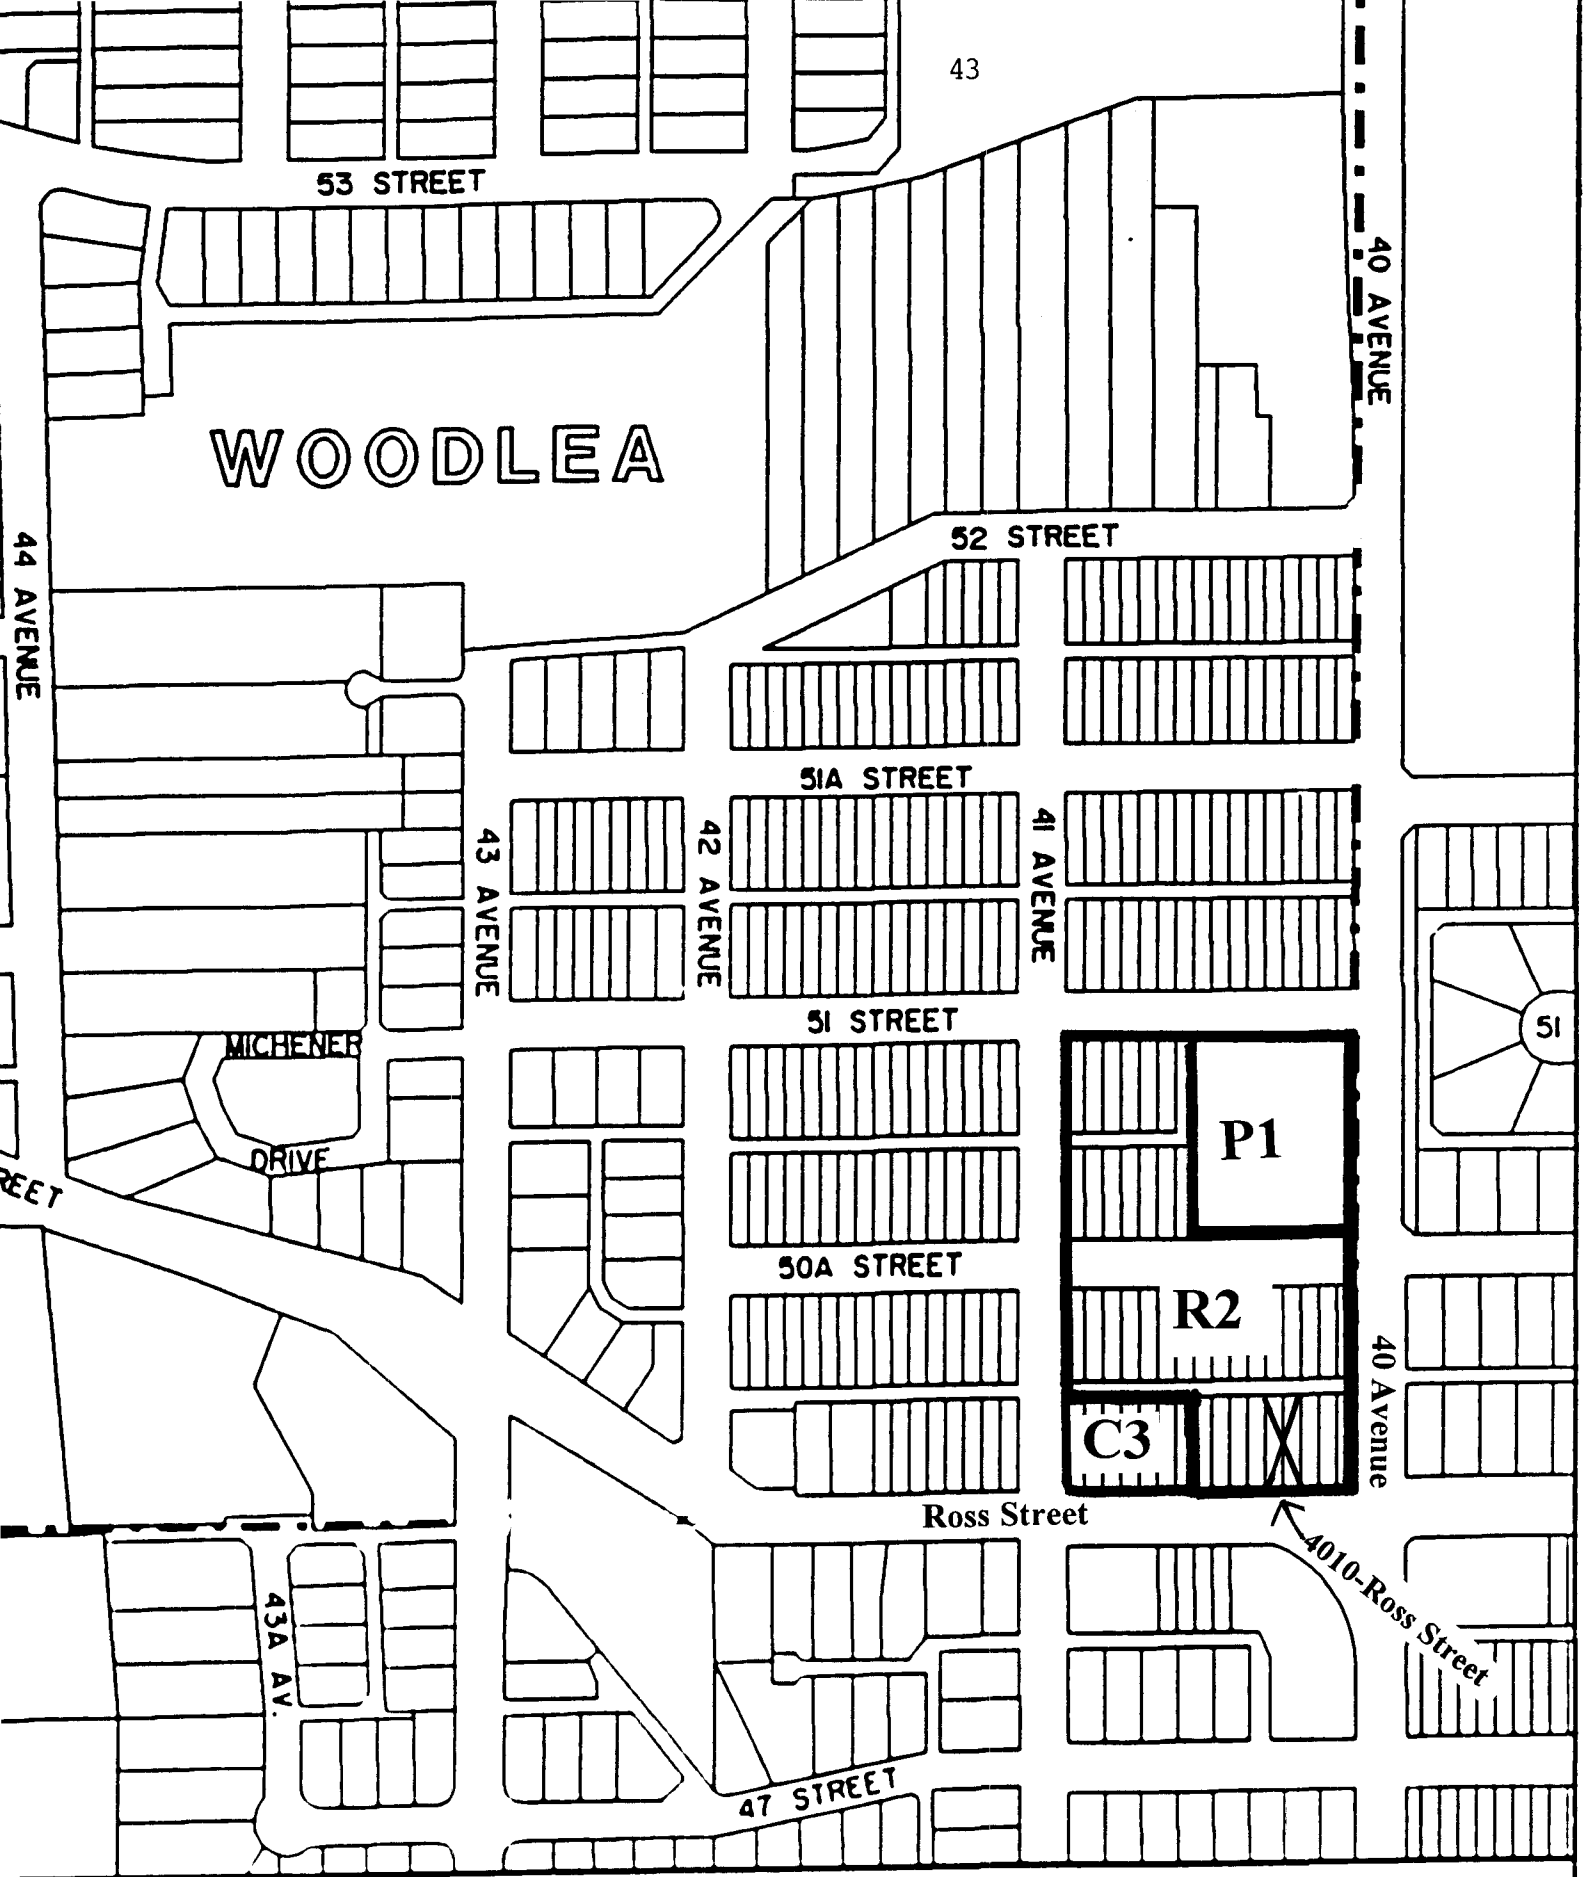 43
53 STREET
40 AVENUE
WOODLEA
52 STREET
44 AVENUE
51A STREET
43 AVENUE
42 AVENUE
41 AVENUE
51 STREET
51
MICHENER
DRIVE
P1
REET
50A STREET
R2
40 Avenue
C3
Ross Street
4010-Ross Street
43A AV.
47 STREET